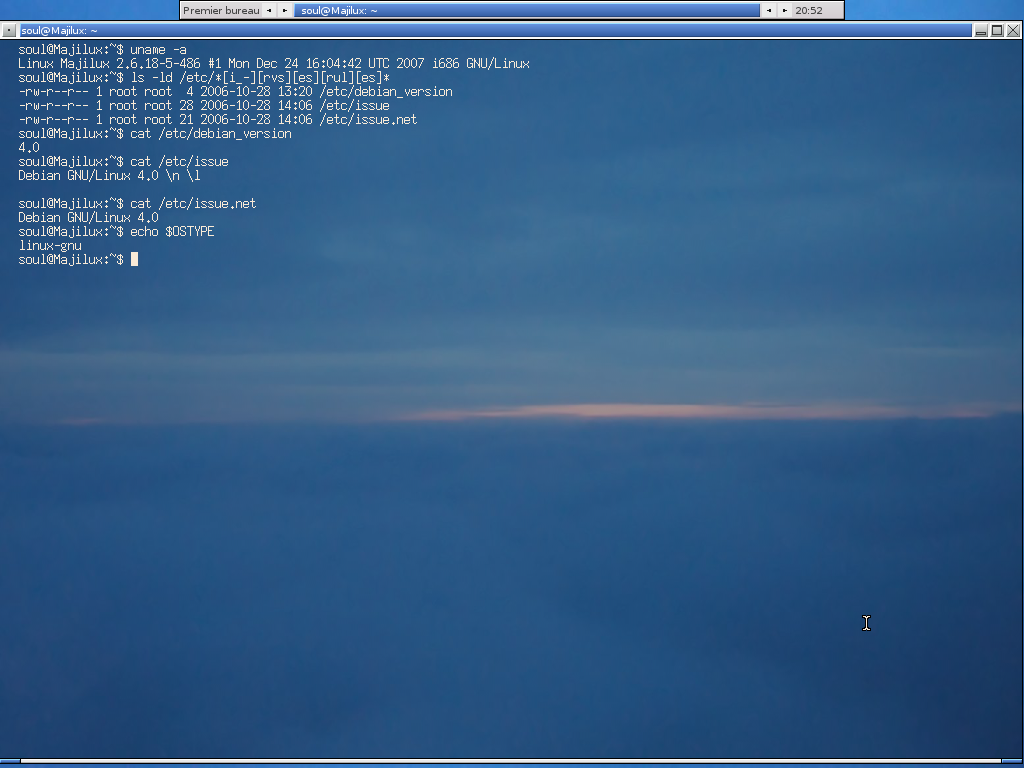 Premier bureau soul@Majilux: ~ 20:52
soul@Majilux: ~
soul@Majilux:~$ uname -a
Linux Majilux 2.6.18-5-486 #1 Mon Dec 24 16:04:42 UTC 2007 i686 GNU/Linux
soul@Majilux:~$ ls -ld /etc/*[i_-][rvs][es][rul][es]*
-rw-r--r-- 1 root root  4 2006-10-28 13:20 /etc/debian_version
-rw-r--r-- 1 root root 28 2006-10-28 14:06 /etc/issue
-rw-r--r-- 1 root root 21 2006-10-28 14:06 /etc/issue.net
soul@Majilux:~$ cat /etc/debian_version
4.0
soul@Majilux:~$ cat /etc/issue
Debian GNU/Linux 4.0 \n \l
soul@Majilux:~$ cat /etc/issue.net
Debian GNU/Linux 4.0
soul@Majilux:~$ echo $OSTYPE
linux-gnu
soul@Majilux:~$